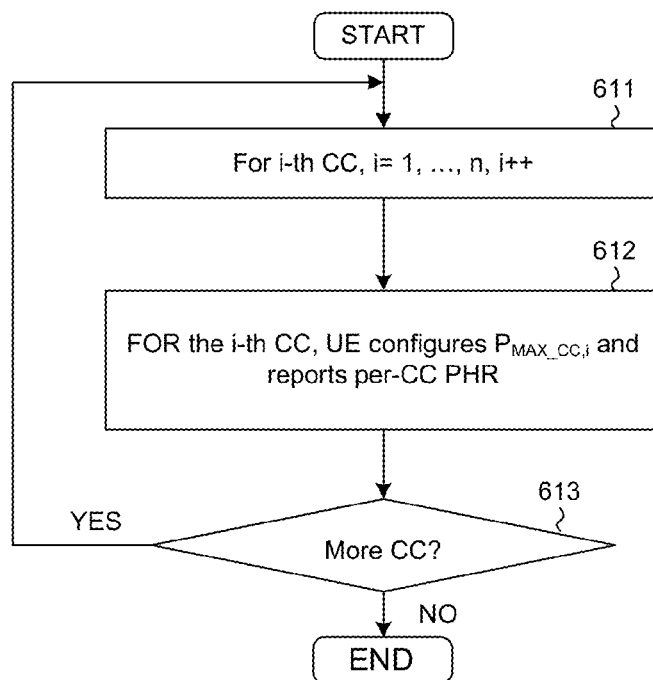 START
611
For i-th CC, i= 1, …, n, i++
612
FOR the i-th CC, UE configures P_MAX_CC,i and
reports per-CC PHR
613
YES
More CC?
NO
END